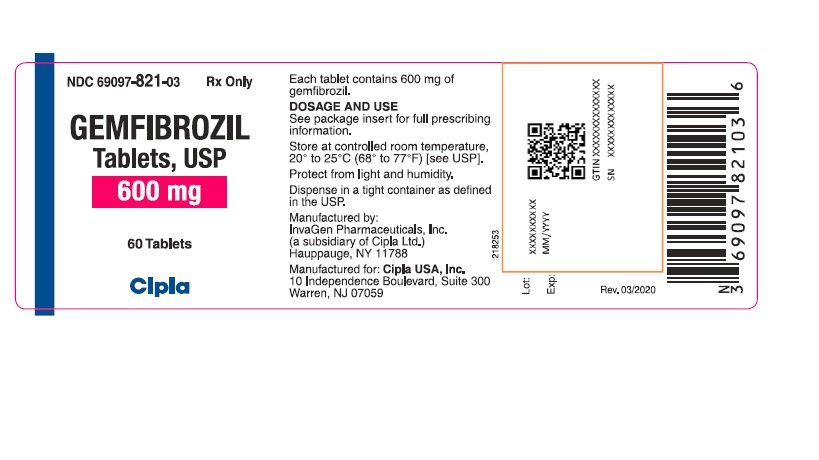 NDC 69097-821-03 Rx Only
GEMFIBROZIL
Tablets, USP
600 mg
60 Tablets
Cipla
Each tablet contains 600 mg of
gemfibrozil.
DOSAGE AND USE
See package insert for full prescribing
information.
Store at controlled room temperature,
20° to 25°C (68° to 77°F) [see USP].
Protect from light and humidity.
Dispense in a tight container as defined
in the USP.
Manufactured by:
InvaGen Pharmaceuticals, Inc.
(a subsidiary of Cipla Ltd.)
Hauppauge, NY 11788
Manufactured for: Cipla USA, Inc.
10 Independence Boulevard, Suite 300
Warren, NJ 07059
218253
Lot: XXXXXXXXXX
Exp: MM/YYYY
GTIN XXXXXXXXXXXXXX
SN XXXXXXXXXXXXX
Rev. 03/2020
N
3 69097 82103 6